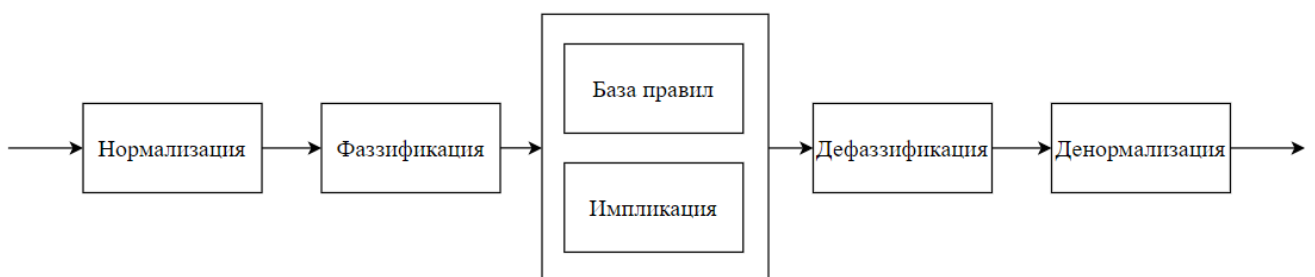 Нормализация
Фаззификация
База правил
Импликация
Дефаззификация
Денормализация